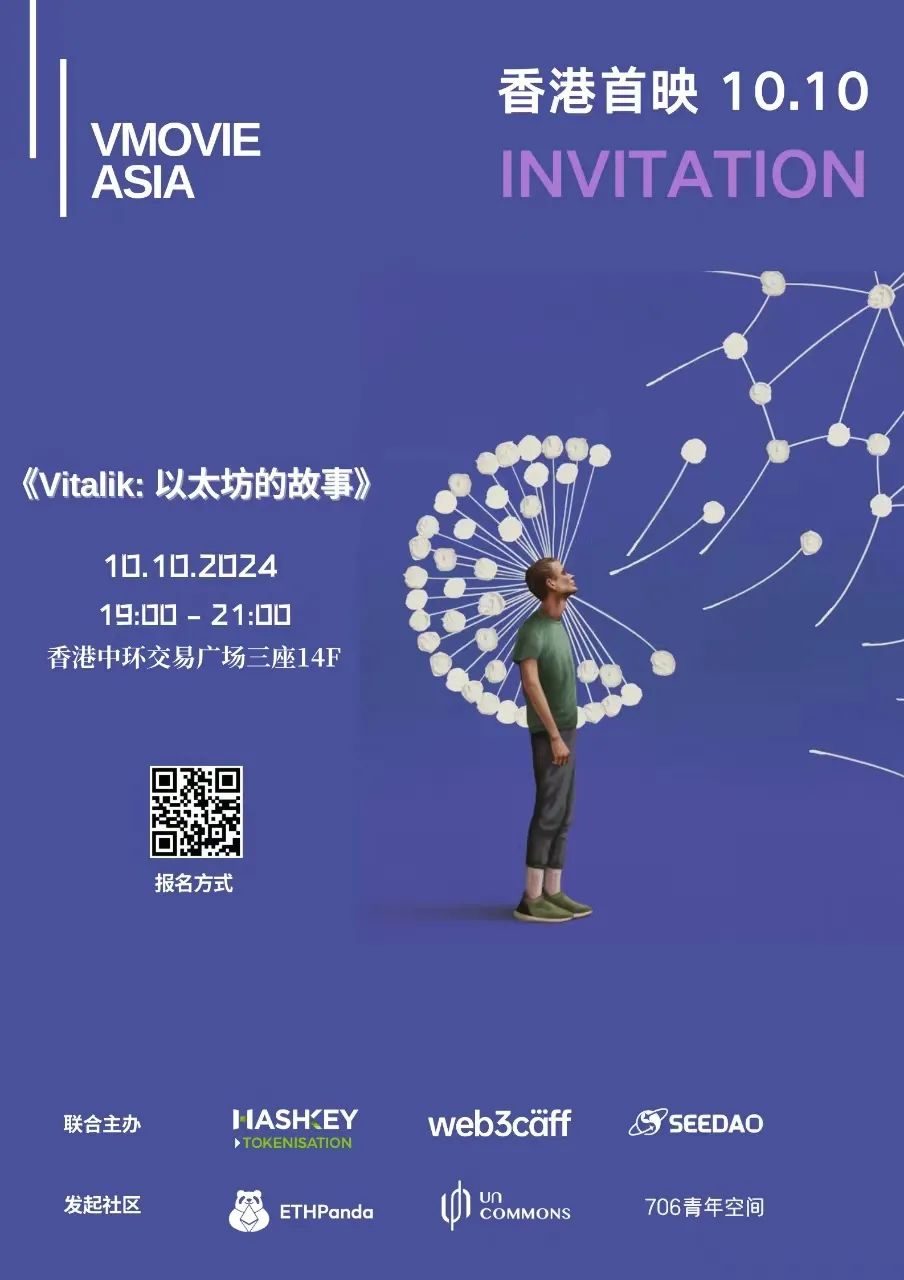 VMOVIE
ASIA
香港首映 10.10
INVITATION
《Vitalik: 以太坊的故事》
10.10.2024
19:00 - 21:00
香港中环交易广场三座14F
报名方式
联合主办
HASHKEY
TOKENISATION
web3caff
SEEDAO
发起社区
ETHPanda
un
COMMONS
706青年空间